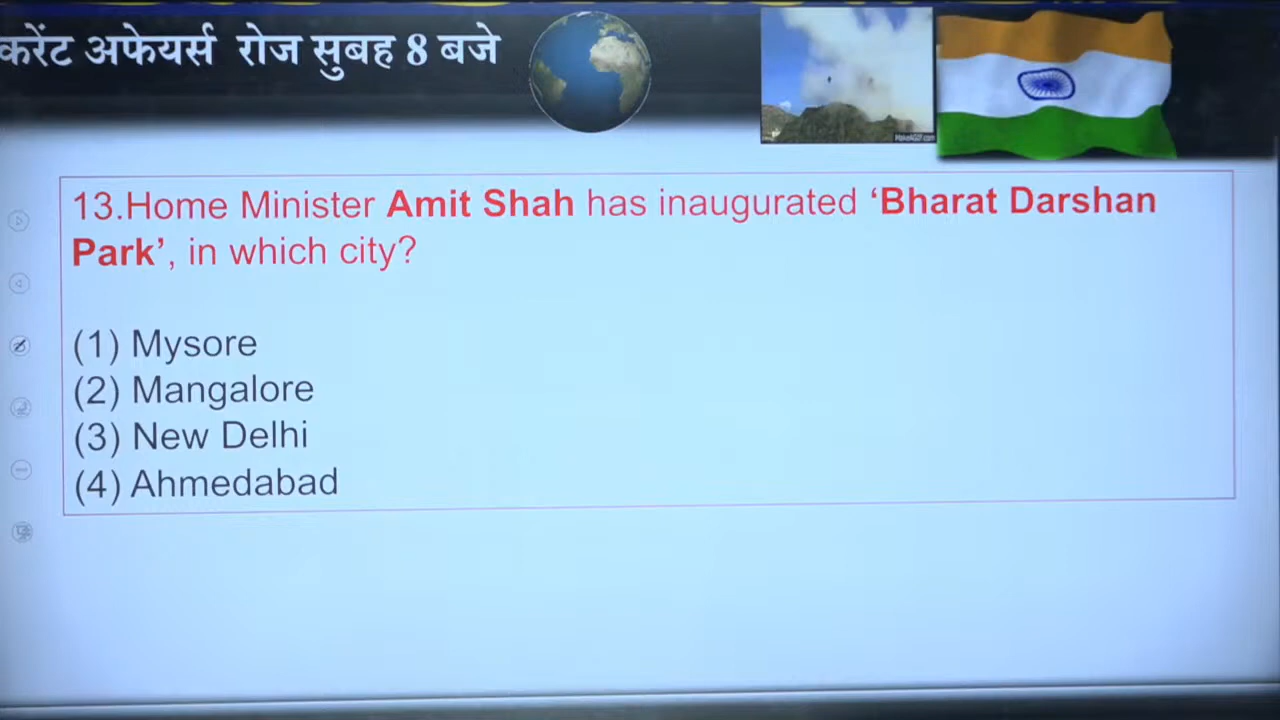 करेंट अफेयर्स रोज सुबह 8 बजे
13.Home Minister Amit Shah has inaugurated ‘Bharat Darshan
Park’, in which city?
(1) Mysore
(2) Mangalore
(3) New Delhi
(4) Ahmedabad